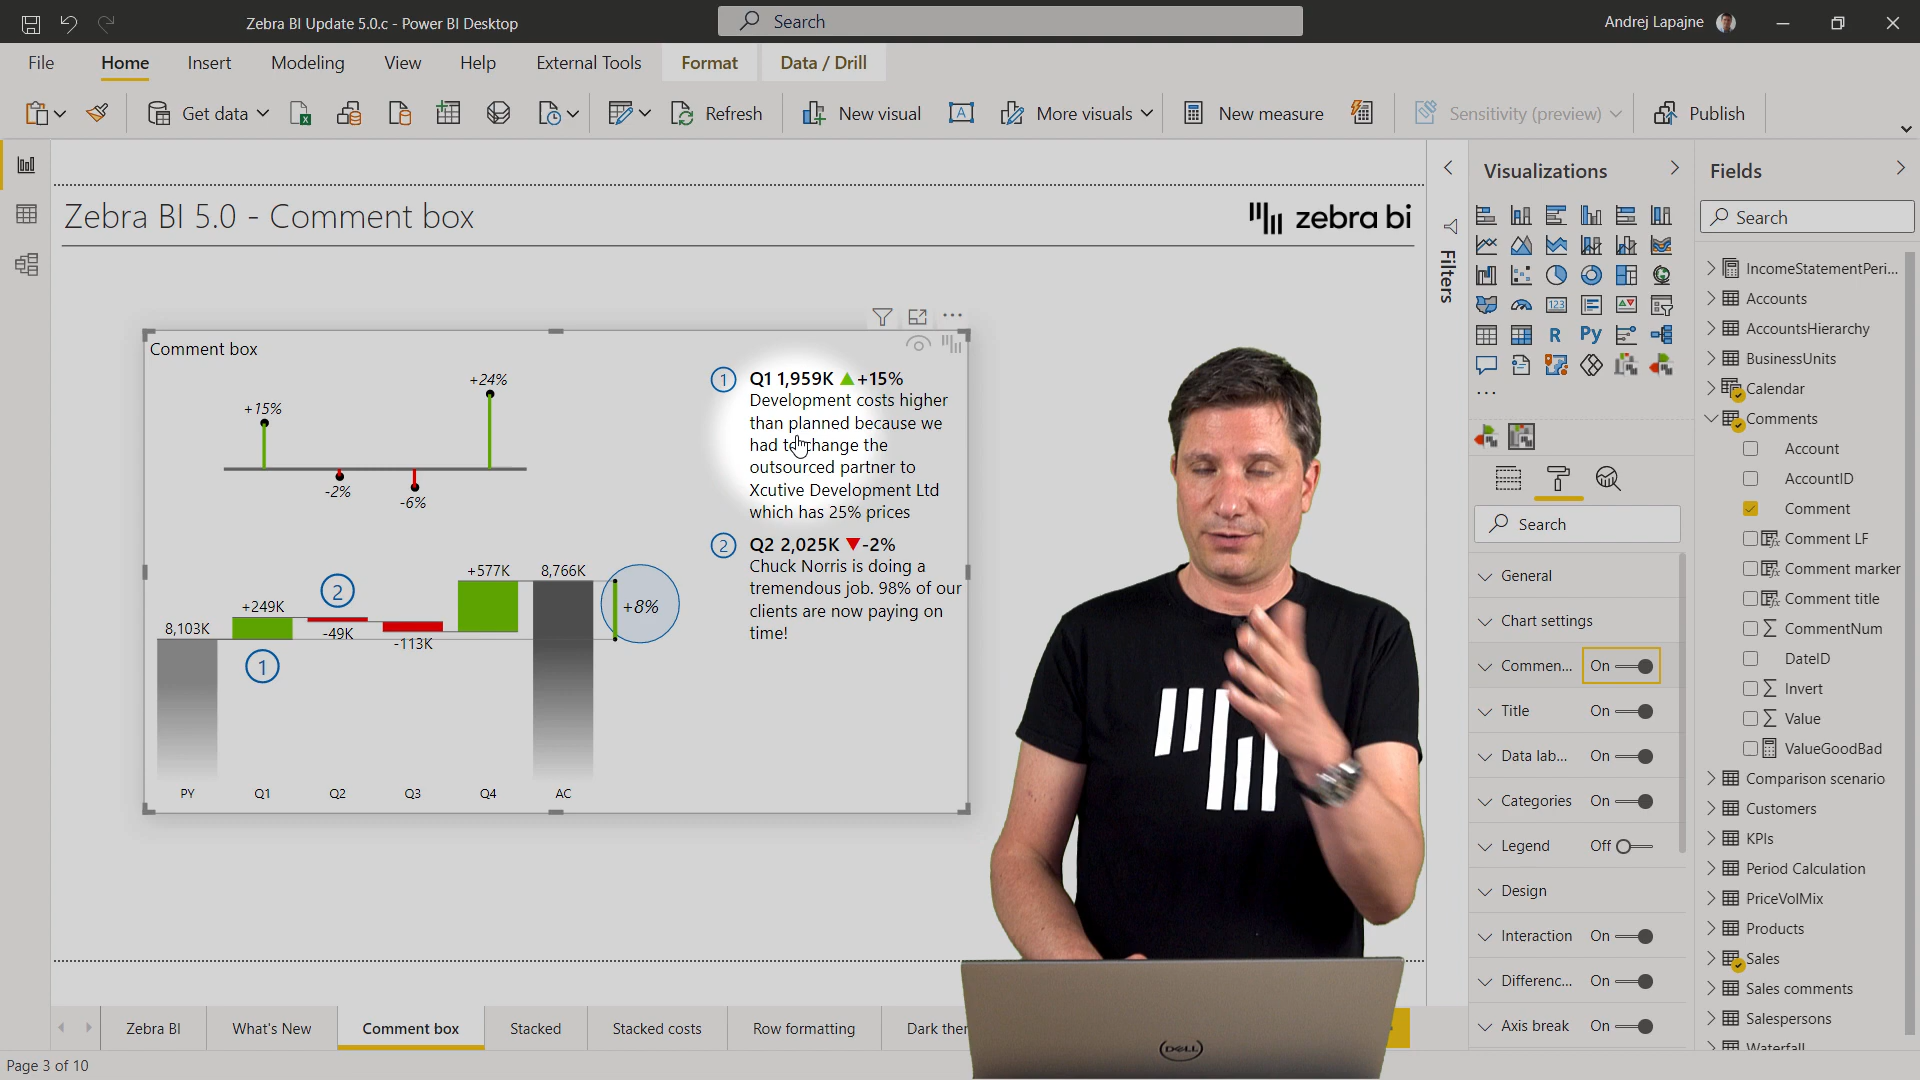 Zebra BI Update 5.0.c - Power BI Desktop
Search
Andrej Lapajne
File
Home
Insert
Modeling
View
Help
External Tools
Format
Data / Drill
Get data
Refresh
New visual
More visuals
New measure
Sensitivity (preview)
Publish
Zebra BI 5.0 - Comment box
zebra bi
Comment box
+15%
-2%
-6%
+24%
8,103K
+249K
-49K
-113K
+577K
8,766K
+8%
1
2
PY
Q1
Q2
Q3
Q4
AC
1 Q1 1,959K ▲+15%
Development costs higher
than planned because we
had to change the
outsourced partner to
Xcutive Development Ltd
which has 25% prices
2 Q2 2,025K ▼-2%
Chuck Norris is doing a
tremendous job. 98% of our
clients are now paying on
time!
DELL
Filters
Visualizations
123
R
Py
Search
General
Chart settings
Commen... On
Title On
Data lab... On
Categories On
Legend Off
Design
Interaction On
Differenc... On
Axis break On
Fields
Search
IncomeStatementPeri...
Accounts
AccountsHierarchy
BusinessUnits
Calendar
Comments
Account
AccountID
Comment
Comment LF
Comment marker
Comment title
CommentNum
DateID
Invert
Value
ValueGoodBad
Comparison scenario
Customers
KPIs
Period Calculation
PriceVolMix
Products
Sales
Sales comments
Salespersons
Waterfall
Zebra BI
What's New
Comment box
Stacked
Stacked costs
Row formatting
Dark ther
Page 3 of 10